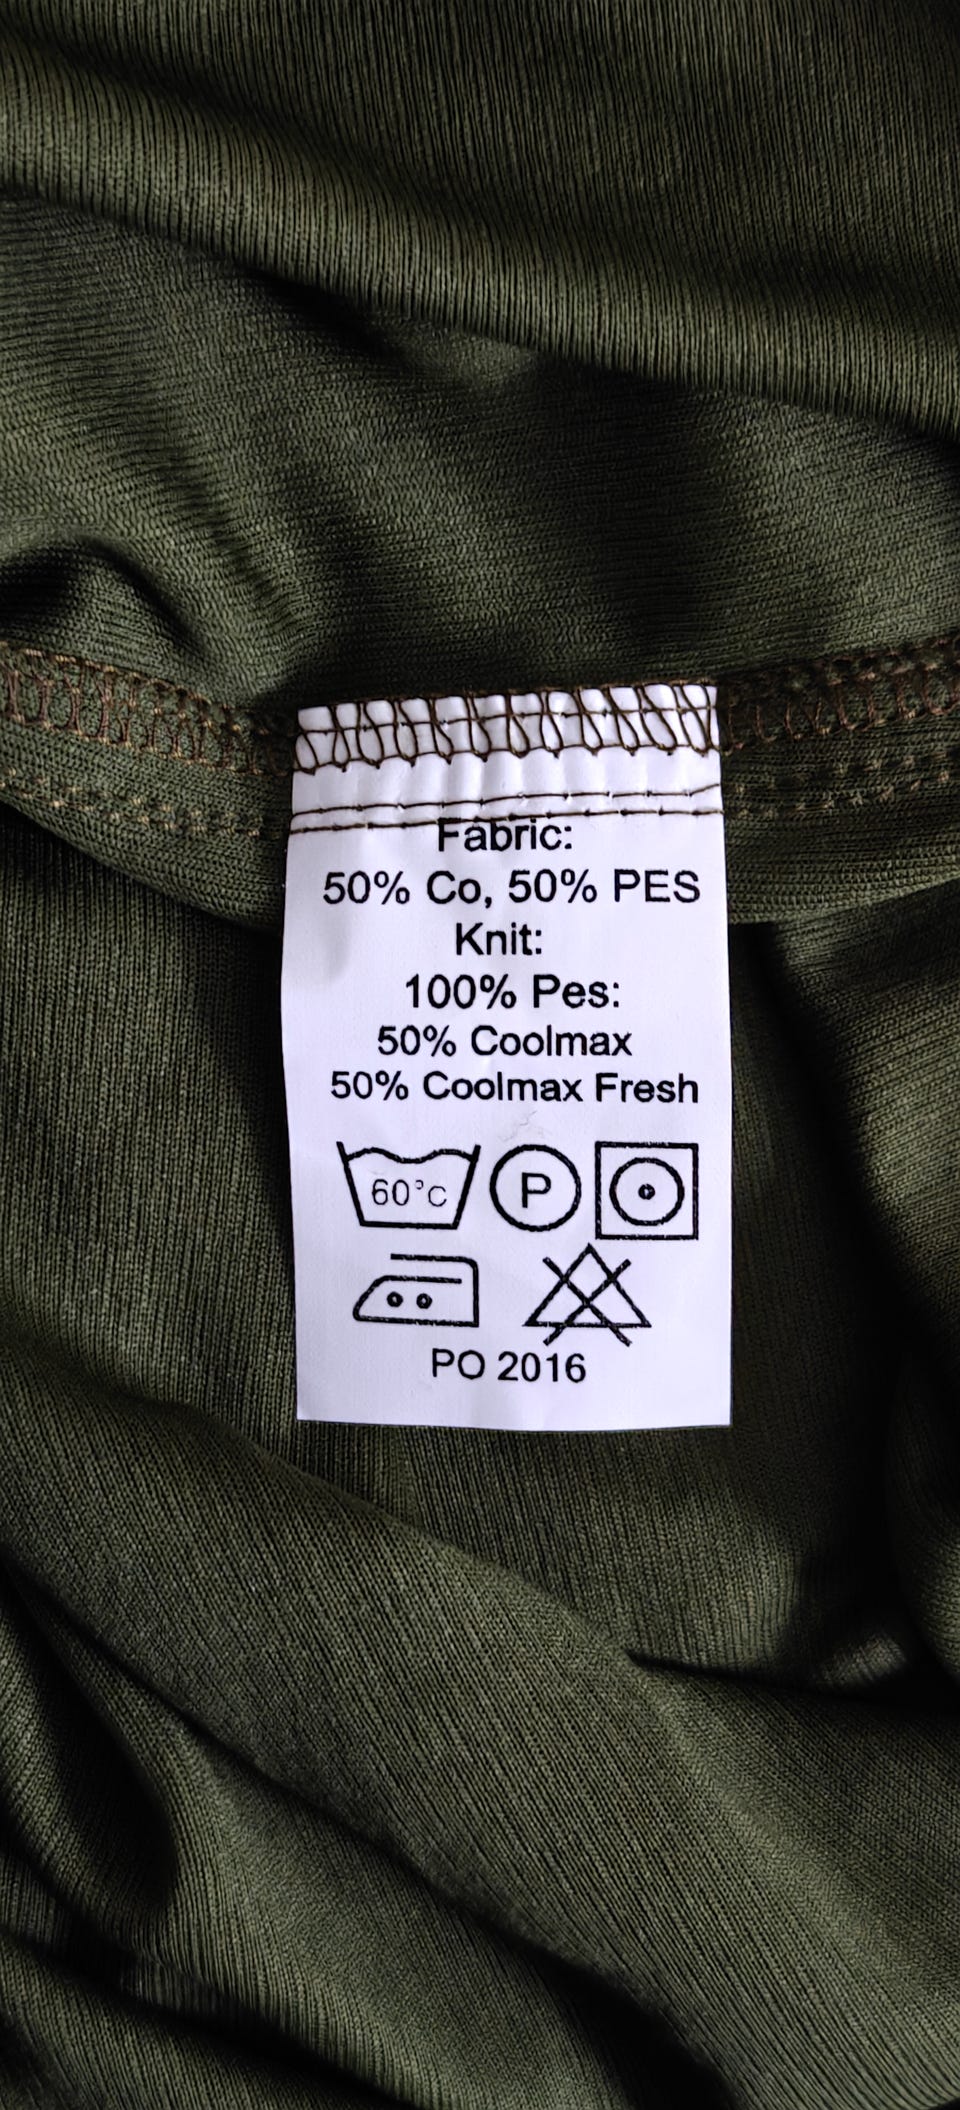 Fabric:
50% Co, 50% PES
Knit:
100% Pes:
50% Coolmax
50% Coolmax Fresh
60°C P
PO 2016